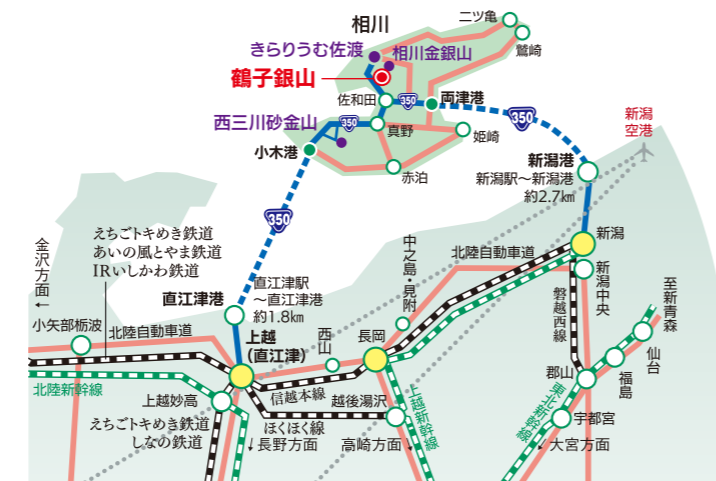 相川
二ツ亀
鷲崎
きらりうむ佐渡
相川金銀山
鶴子銀山
佐和田
350
両津港
西三川砂金山
350
真野
350
姫崎
小木港
赤泊
新潟
空港
新潟港
新潟駅~新潟港
約2.7㎞
350
新潟
金沢方面←
えちごトキめき鉄道
あいの風とやま鉄道
IRいしかわ鉄道
中之島・見附
北陸自動車道
新潟中央
磐越西線
至新青森
直江津港
直江津駅
~直江津港
約1.8㎞
小矢部栃波
北陸自動車道
上越
(直江津)
西山
長岡
仙台
福島
郡山
北陸新幹線
上越妙高
信越本線
越後湯沢
上越新幹線
東北新幹線
宇都宮
えちごトキめき鉄道
しなの鉄道
ほくほく線
↓長野方面
高崎方面↓
↓大宮方面